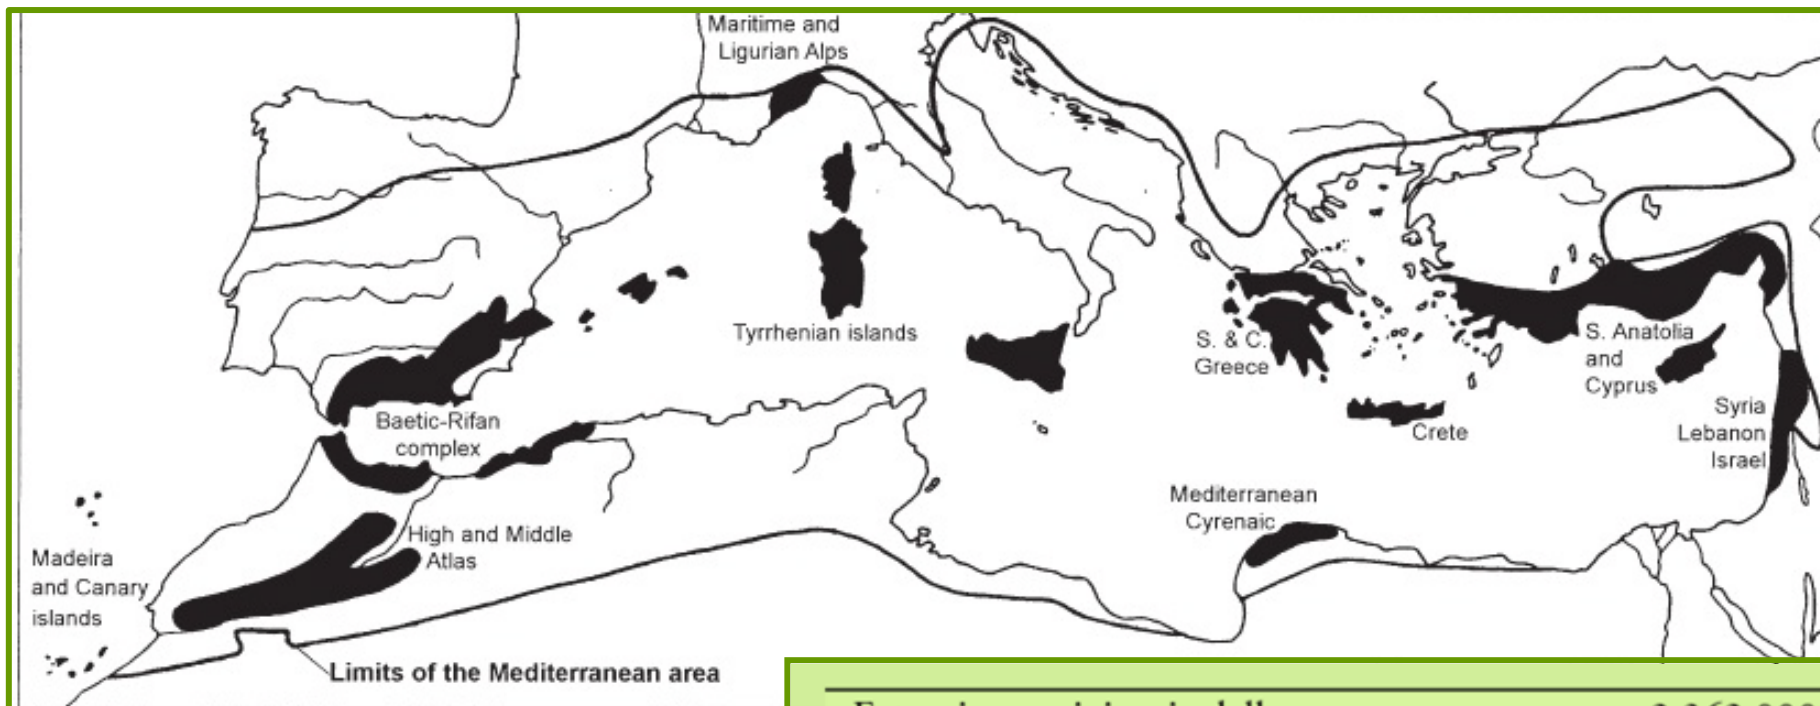 Maritime and
Ligurian Alps
Tyrrhenian islands
S. & C.
Greece
S. Anatolia
and
Cyprus
Crete
Syria
Lebanon
Israel
Baetic-Rifan
complex
Mediterranean
Cyrenaic
High and Middle
Atlas
Madeira
and Canary
islands
Limits of the Mediterranean area